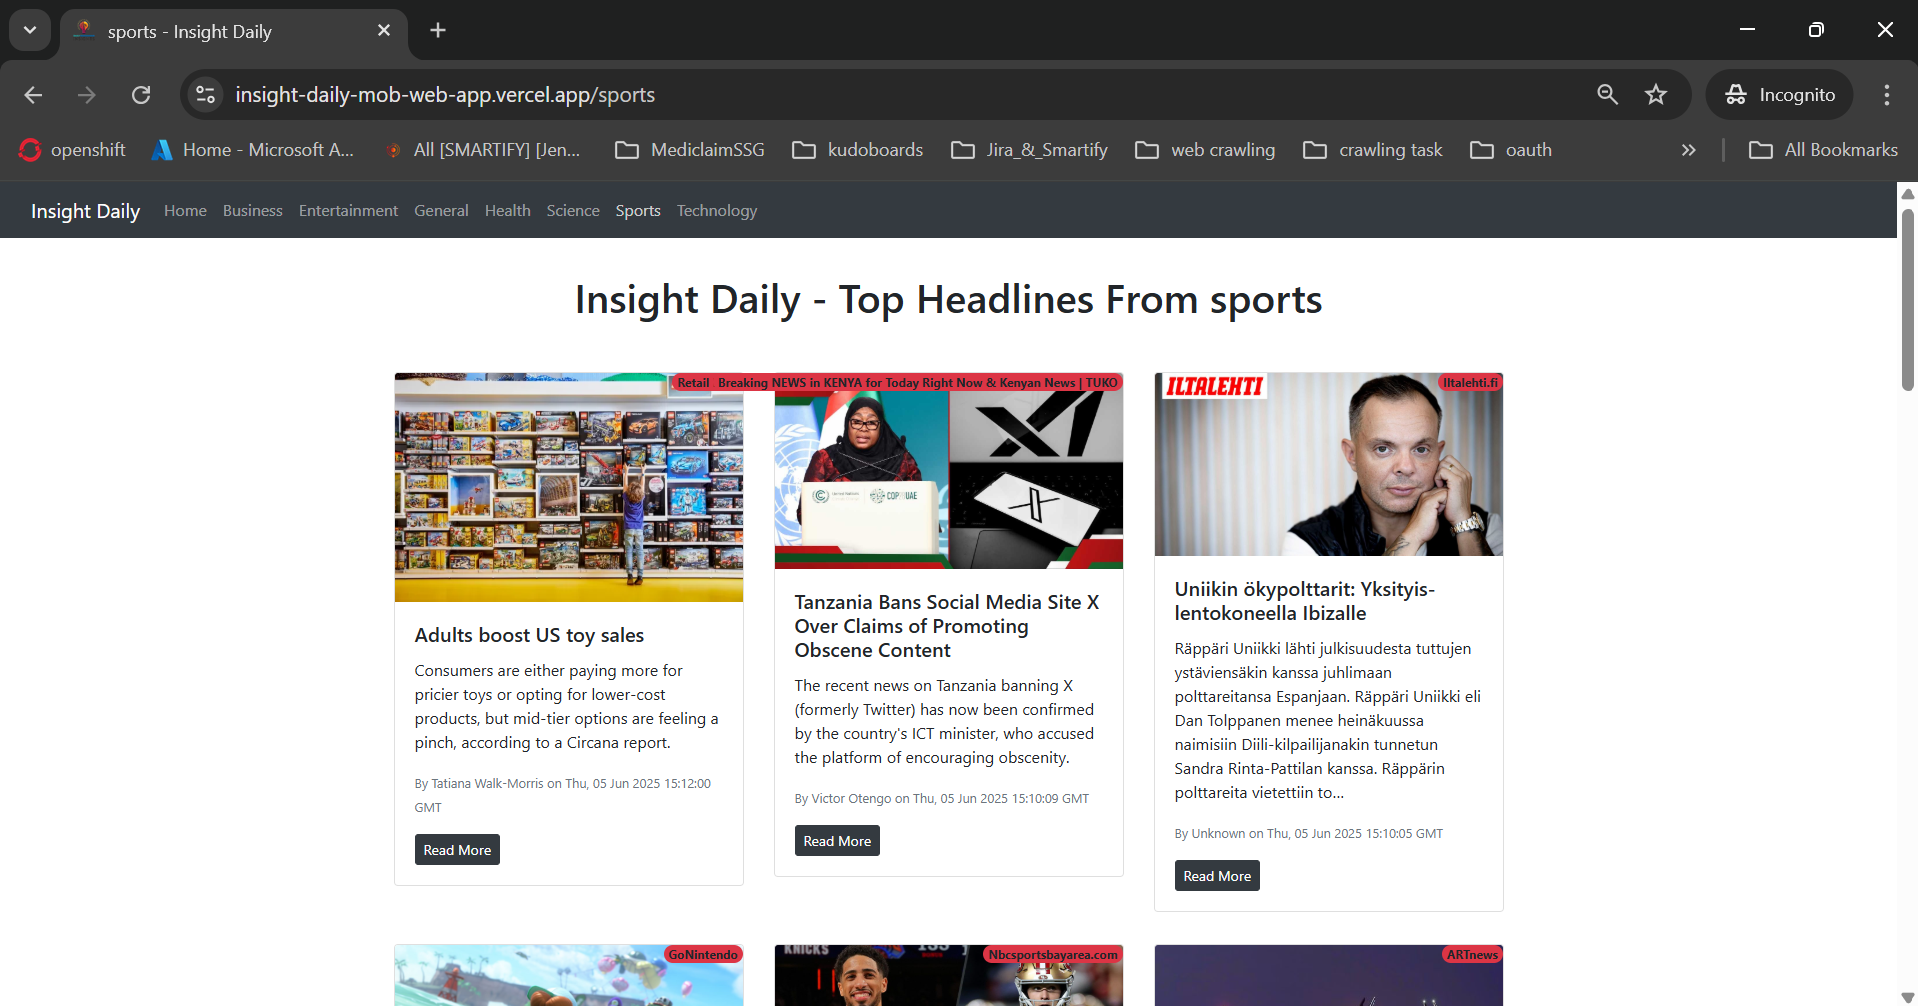 sports - Insight Daily
insight-daily-mob-web-app.vercel.app/sports
Incognito
openshift
Home - Microsoft A...
All [SMARTIFY] [Jen...
MediclaimSSG
kudoboards
Jira_&_Smartify
web crawling
crawling task
oauth
All Bookmarks
Insight Daily Home Business Entertainment General Health Science Sports Technology
Insight Daily - Top Headlines From sports
Retail
Adults boost US toy sales
Consumers are either paying more for
pricier toys or opting for lower-cost
products, but mid-tier options are feeling a
pinch, according to a Circana report.
By Tatiana Walk-Morris on Thu, 05 Jun 2025 15:12:00
GMT
Read More
Breaking NEWS in KENYA for Today Right Now & Kenyan News | TUKO
Tanzania Bans Social Media Site X
Over Claims of Promoting
Obscene Content
The recent news on Tanzania banning X
(formerly Twitter) has now been confirmed
by the country's ICT minister, who accused
the platform of encouraging obscenity.
By Victor Otengo on Thu, 05 Jun 2025 15:10:09 GMT
Read More
ILTALEHTI
Iltalehti.fi
Uniikin ökypolttarit: Yksityis-
lentokoneella Ibizalle
Räppäri Uniikki lähti julkisuudesta tuttujen
ystäviensäkin kanssa juhlimaan
polttareitansa Espanjaan. Räppäri Uniikki eli
Dan Tolppanen menee heinäkuussa
naimisiin Diili-kilpailijanakin tunnetun
Sandra Rinta-Pattilan kanssa. Räppärin
polttareita vietettiin to...
By Unknown on Thu, 05 Jun 2025 15:10:05 GMT
Read More
GoNintendo
KNICKS
Nbcsportsbayarea.com
ARTnews